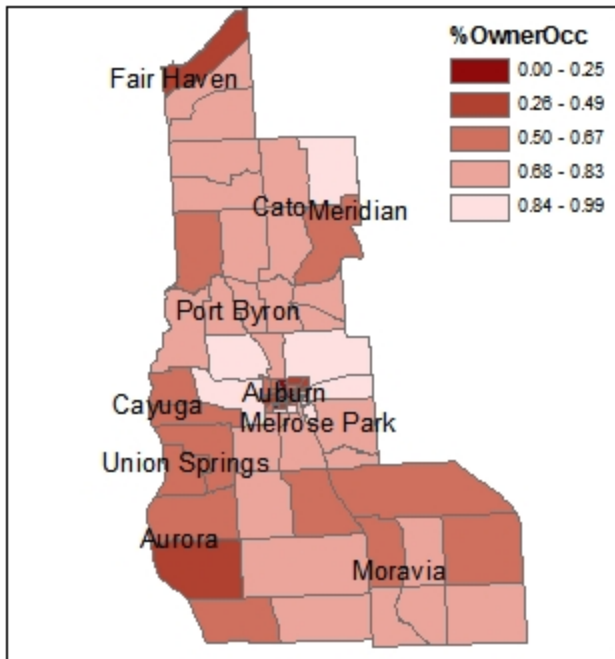 %OwnerOcc
0.00 - 0.25
0.26 - 0.49
0.50 - 0.67
0.68 - 0.83
0.84 - 0.99
Fair Haven
Cato
Meridian
Port Byron
Auburn
Cayuga
Melrose Park
Union Springs
Aurora
Moravia